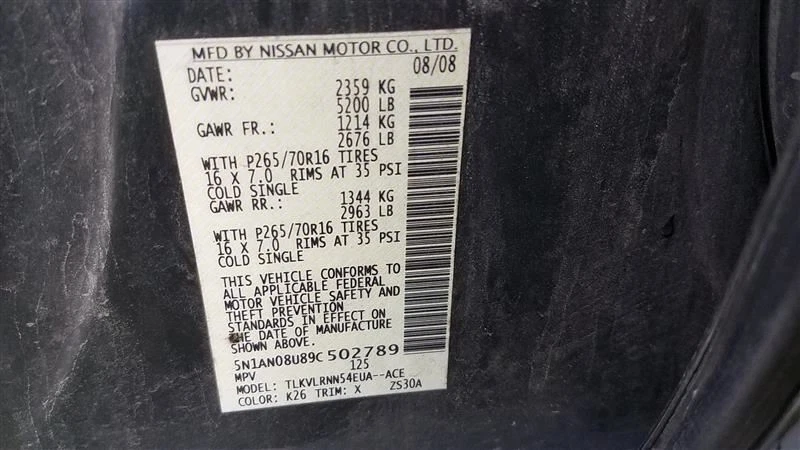 MFD BY NISSAN MOTOR CO., LTD.
DATE: 08/08
GVWR: 2359 KG
5200 LB
GAWR FR.: 1214 KG
2676 LB
WITH P265/70R16 TIRES
16 X 7.0 RIMS AT 35 PSI
COLD SINGLE
GAWR RR.: 1344 KG
2963 LB
WITH P265/70R16 TIRES
16 X 7.0 RIMS AT 35 PSI
COLD SINGLE
THIS VEHICLE CONFORMS TO
ALL APPLICABLE FEDERAL
MOTOR VEHICLE SAFETY AND
THEFT PREVENTION
STANDARDS IN EFFECT ON
THE DATE OF MANUFACTURE
SHOWN ABOVE.
5N1AN08U89C502789
MPV 125
MODEL: TLKVLRNN54EUA--ACE
COLOR: K26 TRIM: X ZS30A